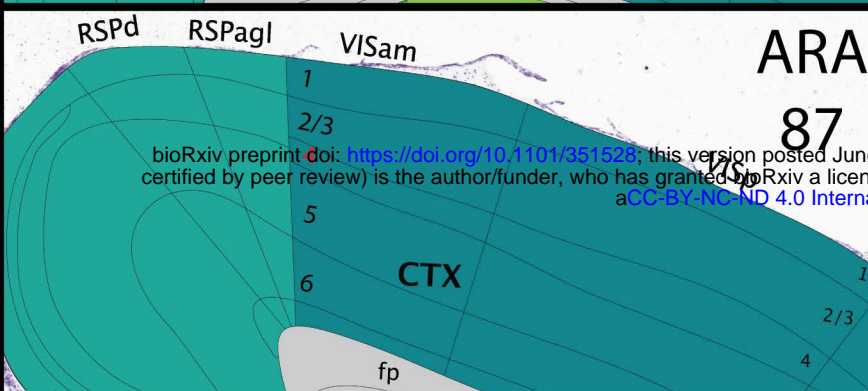 RSPd RSPagl VISam
ARA
87
1
2/3
bioRxiv preprint doi: https://doi.org/10.1101/351528; this version posted Jun
certified by peer review) is the author/funder, who has granted bioRxiv a licen
aCC-BY-NC-ND 4.0 Interna
VISp
5
6
CTX
1
2/3
4
fp